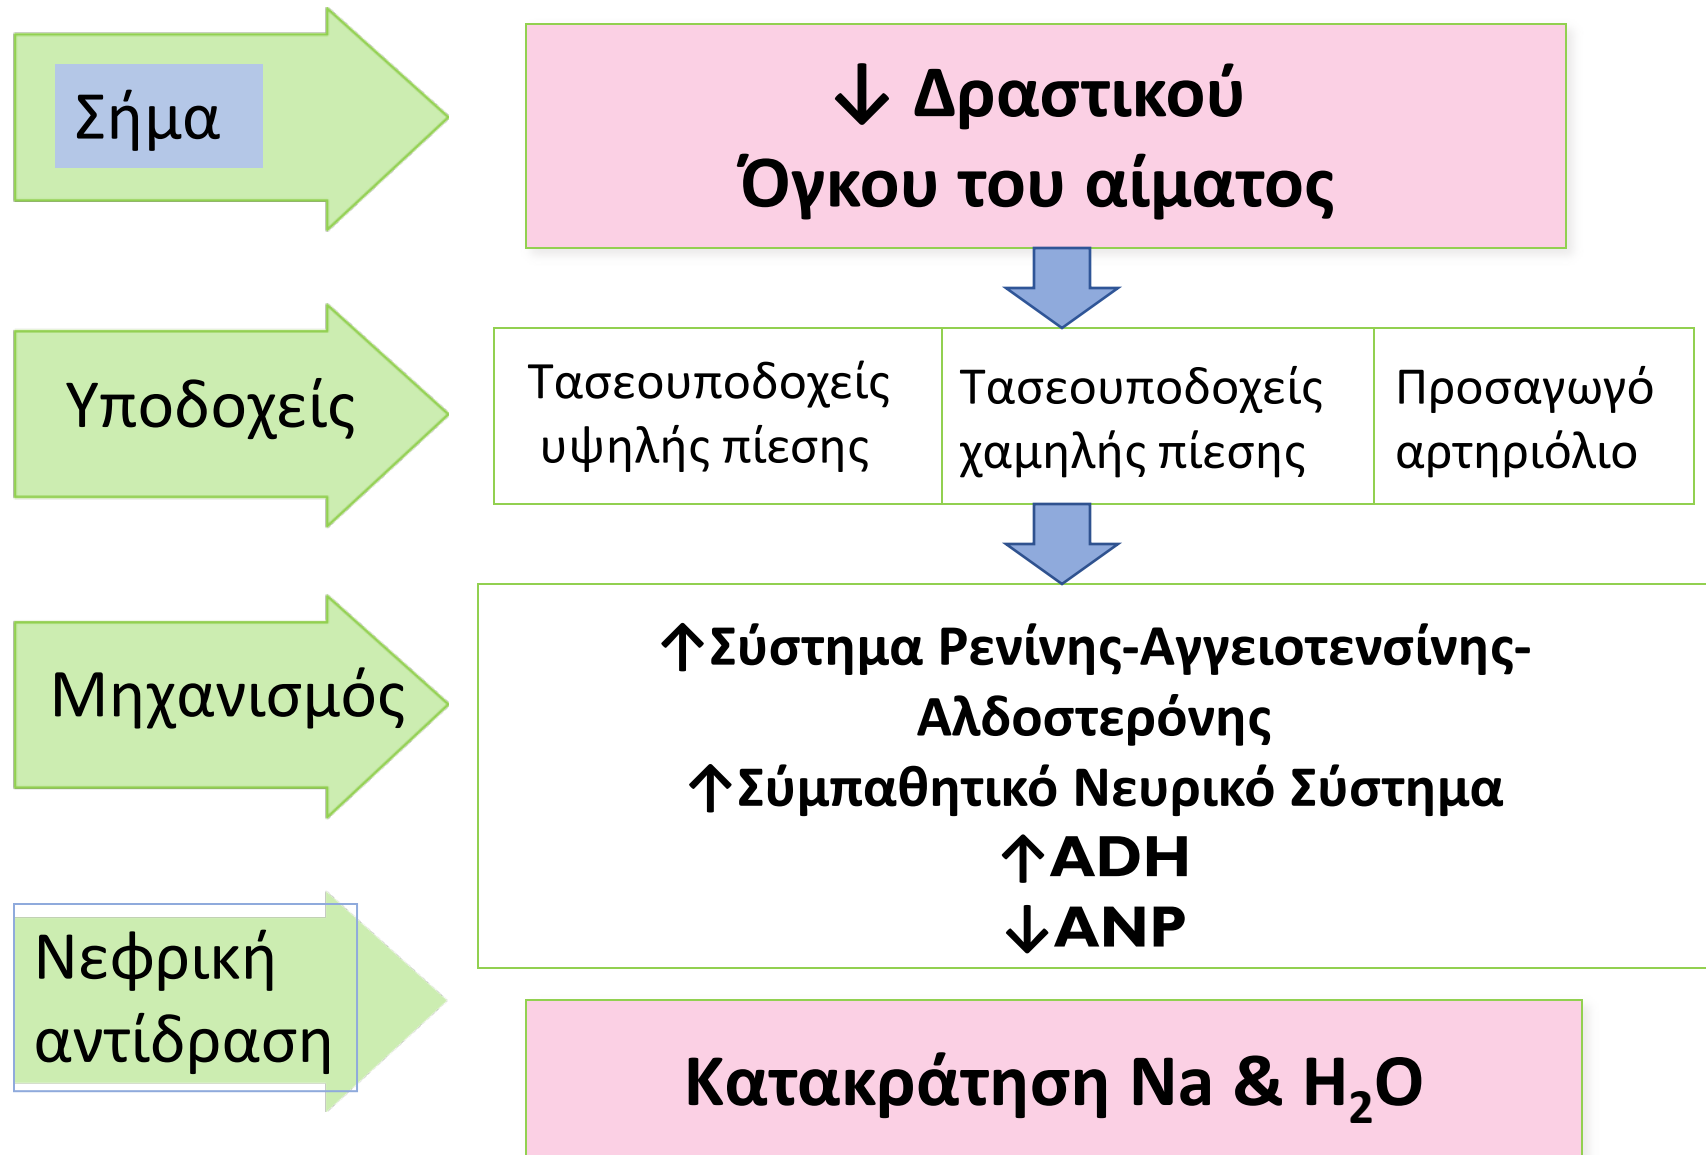 Σήμα
↓ Δραστικού
Όγκου του αίματος
Υποδοχείς
Τασεουποδοχείς
υψηλής πίεσης
Τασεουποδοχείς
χαμηλής πίεσης
Προσαγωγό
αρτηριόλιο
Μηχανισμός
↑Σύστημα Ρενίνης-Αγγειοτενσίνης-
Αλδοστερόνης
↑Σύμπαθητικό Νευρικό Σύστημα
↑ADH
↓ANP
Νεφρική
αντίδραση
Κατακράτηση Na & H₂O